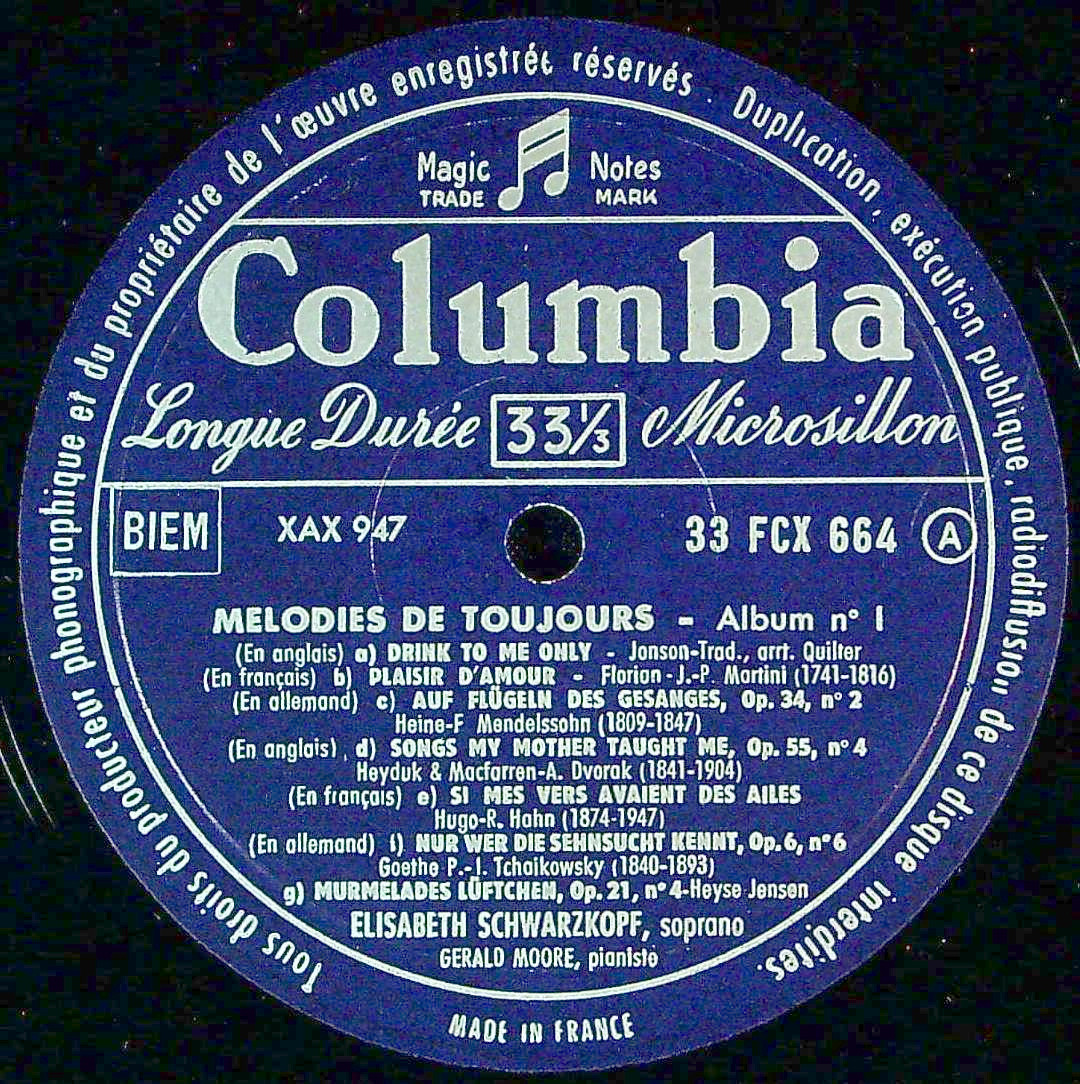 Tous droits du producteur phonographique et du propriétaire de l'œuvre enregistrée réservés. Duplication, exécution publique, radiodiffusion de ce disque interdites.
Magic Notes
TRADE MARK
Columbia
Longue Durée 33⅓ Microsillon
BIEM XAX 947 33 FCX 664 A
MELODIES DE TOUJOURS - Album n° I
(En anglais) a) DRINK TO ME ONLY - Jonson-Trad., arrt. Quilter
(En français) b) PLAISIR D'AMOUR - Florian-J.-P. Martini (1741-1816)
(En allemand) c) AUF FLÜGELN DES GESANGES, Op. 34, n° 2
Heine-F Mendelssohn (1809-1847)
(En anglais) d) SONGS MY MOTHER TAUGHT ME, Op. 55, n° 4
Heyduk & Macfarren-A. Dvorak (1841-1904)
(En français) e) SI MES VERS AVAIENT DES AILES
Hugo-R. Hahn (1874-1947)
(En allemand) f) NUR WER DIE SEHNSUCHT KENNT, Op. 6, n° 6
Goethe P.-I. Tchaikowsky (1840-1893)
g) MURMELADES LÜFTCHEN, Op. 21, n° 4-Heyse Jensen
ELISABETH SCHWARZKOPF, soprano
GERALD MOORE, pianiste
MADE IN FRANCE